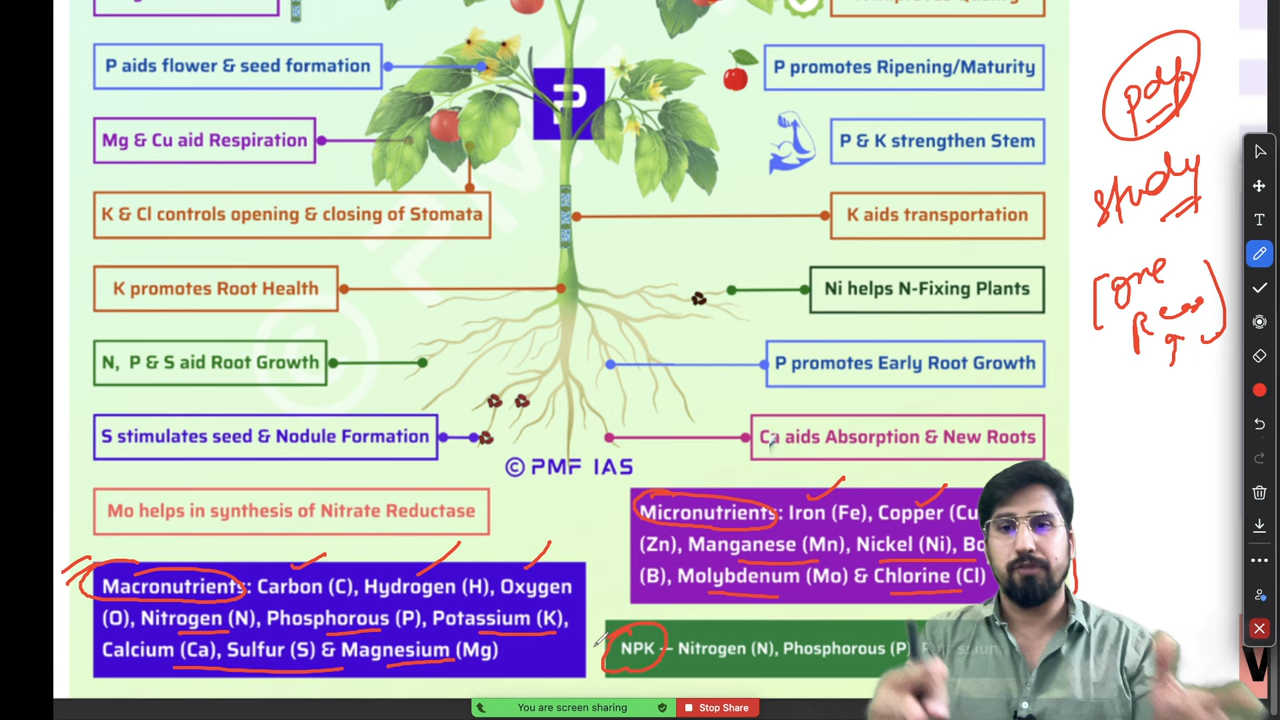 P aids flower & seed formation
P promotes Ripening/Maturity
P
Mg & Cu aid Respiration
P & K strengthen Stem
K & Cl controls opening & closing of Stomata
K aids transportation
K promotes Root Health
Ni helps N-Fixing Plants
N, P & S aid Root Growth
P promotes Early Root Growth
S stimulates seed & Nodule Formation
Ca aids Absorption & New Roots
© PMF IAS
Mo helps in synthesis of Nitrate Reductase
Micronutrients: Iron (Fe), Copper (Cu
(Zn), Manganese (Mn), Nickel (Ni), Bo
(B), Molybdenum (Mo) & Chlorine (Cl)
Macronutrients: Carbon (C), Hydrogen (H), Oxygen
(O), Nitrogen (N), Phosphorous (P), Potassium (K),
Calcium (Ca), Sulfur (S) & Magnesium (Mg)
NPK — Nitrogen (N), Phosphorous (P)
pdf
study
one
T
You are screen sharing
Stop Share